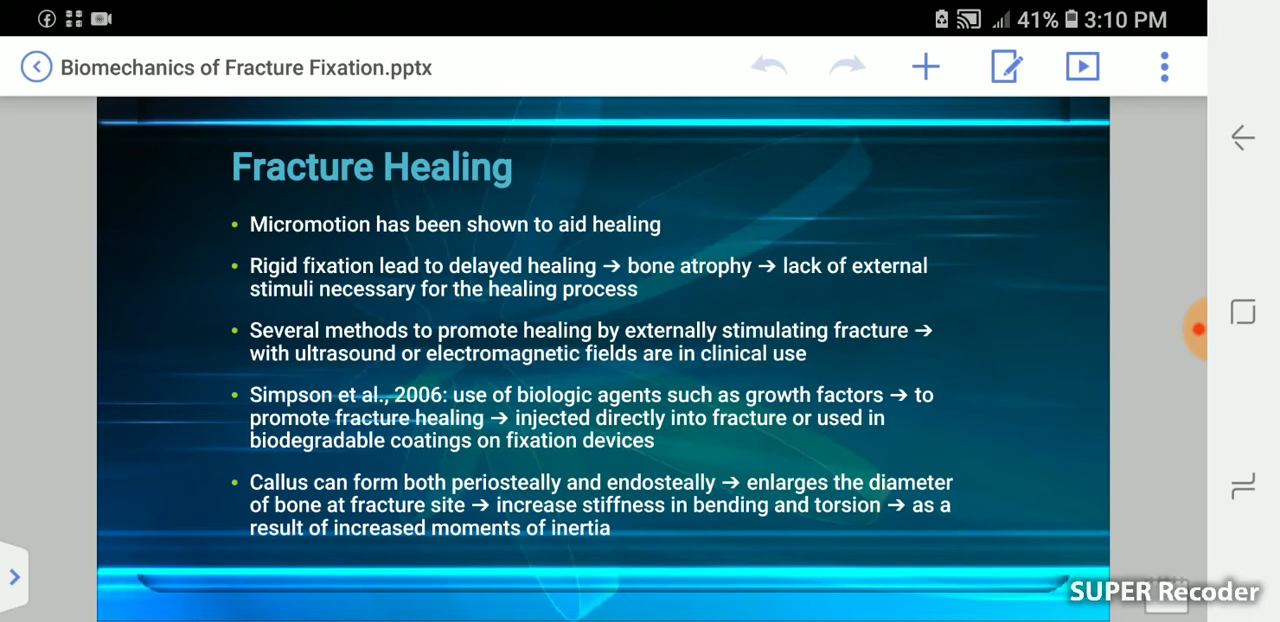 41% 3:10 PM
Biomechanics of Fracture Fixation.pptx
Fracture Healing
• Micromotion has been shown to aid healing
• Rigid fixation lead to delayed healing → bone atrophy → lack of external
stimuli necessary for the healing process
• Several methods to promote healing by externally stimulating fracture →
with ultrasound or electromagnetic fields are in clinical use
• Simpson et al., 2006: use of biologic agents such as growth factors → to
promote fracture healing → injected directly into fracture or used in
biodegradable coatings on fixation devices
• Callus can form both periosteally and endosteally → enlarges the diameter
of bone at fracture site → increase stiffness in bending and torsion → as a
result of increased moments of inertia
SUPER Recoder